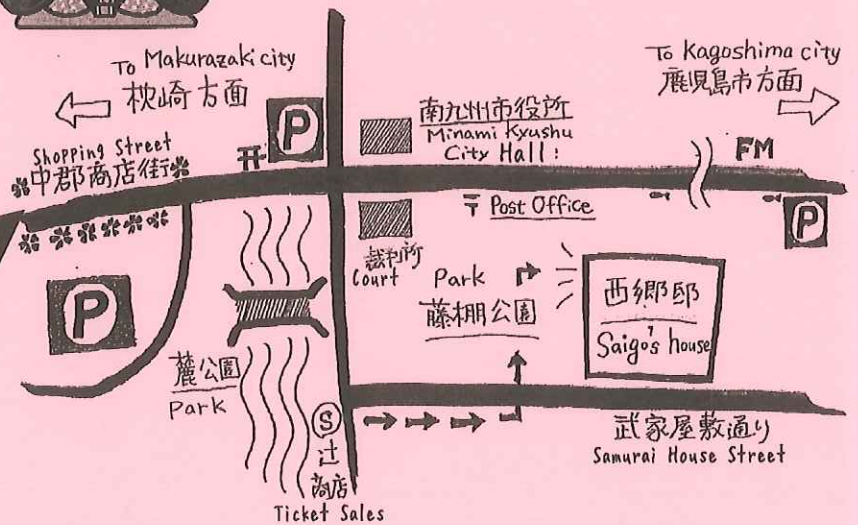 To Makurazaki city
枕崎方面
P
To Kagoshima city
鹿児島市方面
南九州市役所
Minami Kyushu
City Hall:
FM
Shopping Street
中郡商店街
〒 Post Office
P
裁判所
Court
Park
藤棚公園
西郷邸
Saigo's house
P
麓公園
Park
S
辻
商店
Ticket Sales
武家屋敷通り
Samurai House Street